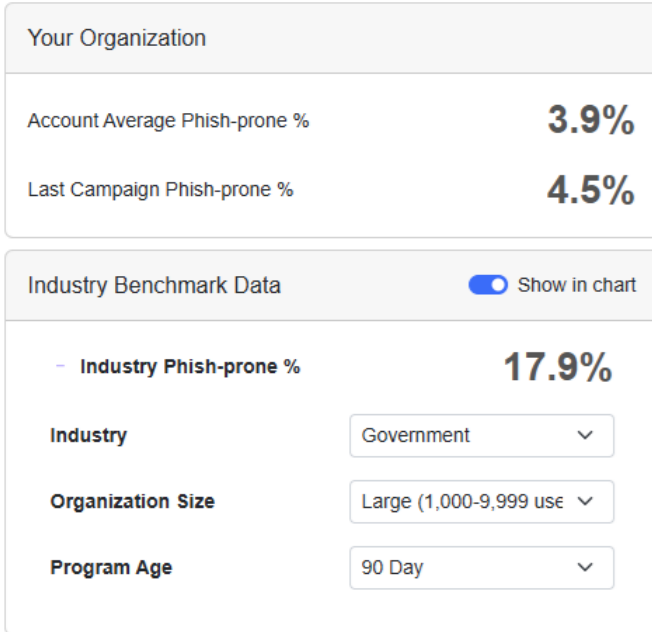 Your Organization
Account Average Phish-prone % 3.9%
Last Campaign Phish-prone % 4.5%
Industry Benchmark Data Show in chart
Industry Phish-prone % 17.9%
Industry Government
Organization Size Large (1,000-9,999 use
Program Age 90 Day